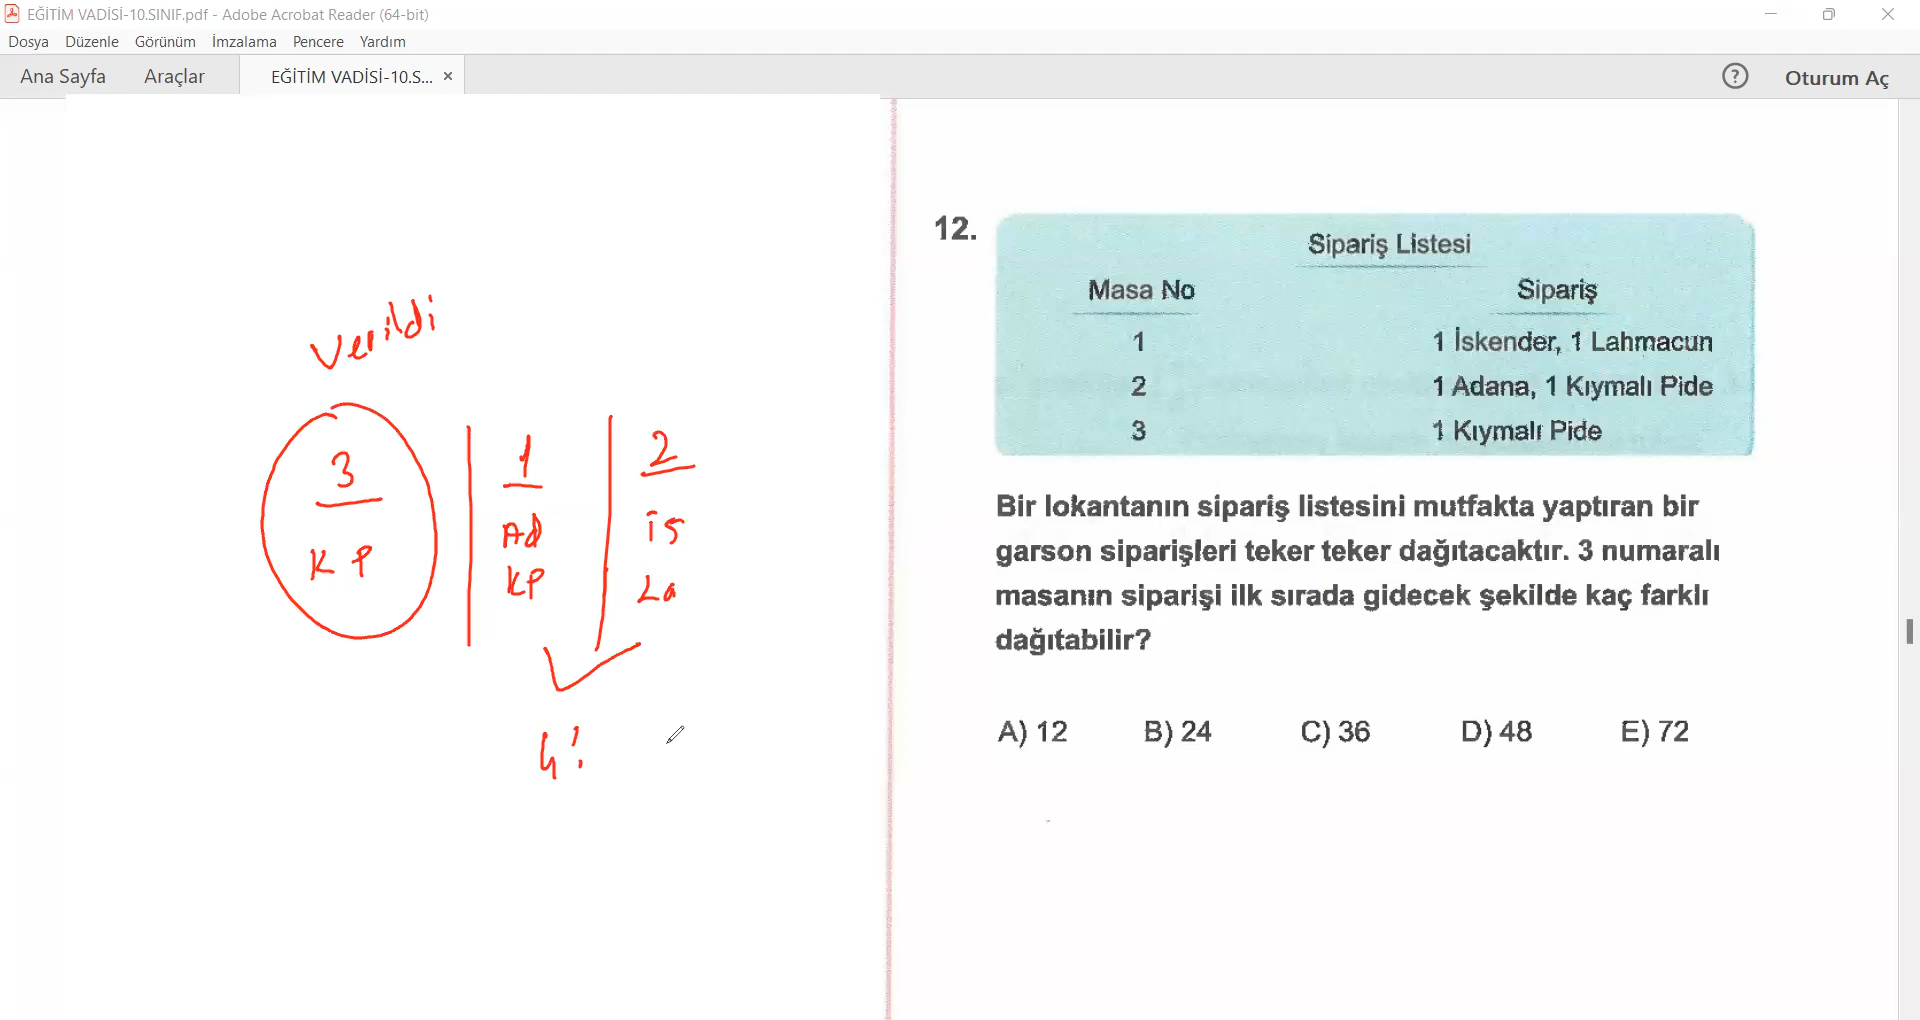 EĞİTİM VADİSİ-10.SINIF.pdf - Adobe Acrobat Reader (64-bit)
Dosya Düzenle Görünüm İmzalama Pencere Yardım
Ana Sayfa Araçlar EĞİTİM VADİSİ-10.S... × ? Oturum Aç
verildi
3
K P
1
Ad
KP
2
is
La
4!
12.
Sipariş Listesi
Masa No Sipariş
1 1 İskender, 1 Lahmacun
2 1 Adana, 1 Kıymalı Pide
3 1 Kıymalı Pide
Bir lokantanın sipariş listesini mutfakta yaptıran bir
garson siparişleri teker teker dağıtacaktır. 3 numaralı
masanın siparişi ilk sırada gidecek şekilde kaç farklı
dağıtabilir?
A) 12 B) 24 C) 36 D) 48 E) 72